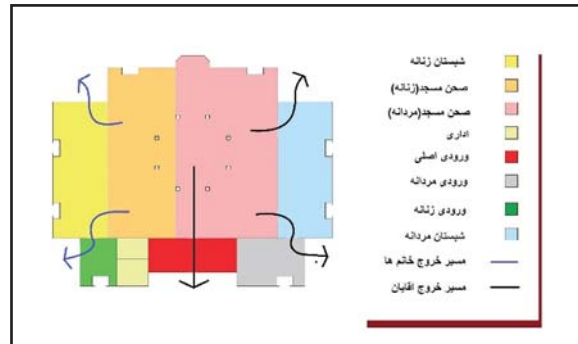 شبستان زنانه
صحن مسجد(زنانه)
صحن مسجد(مردانه)
اداری
ورودی اصلی
ورودی مردانه
ورودی زنانه
شبستان مردانه
مسیر خروج خانم ها
مسیر خروج اقایان